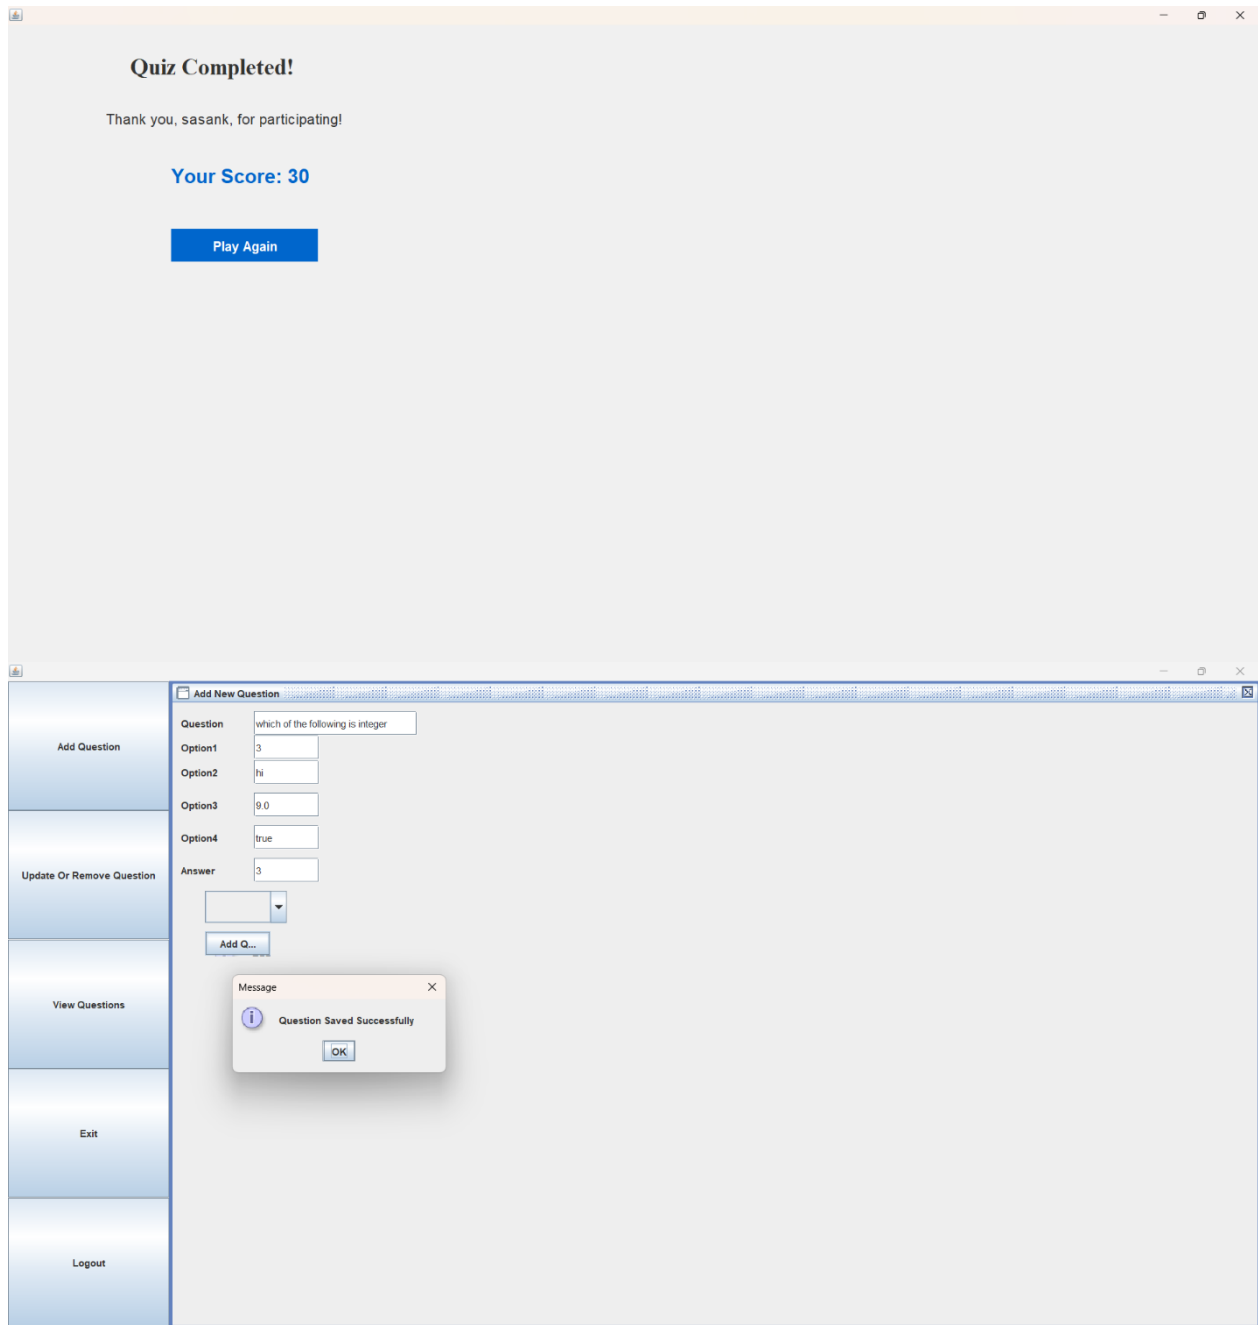 Quiz Completed!
Thank you, sasank, for participating!
Your Score: 30
Play Again
Add New Question
Add Question
Update Or Remove Question
View Questions
Exit
Logout
Question which of the following is integer
Option1 3
Option2 hi
Option3 9.0
Option4 true
Answer 3
Add Q...
Message
Question Saved Successfully
OK